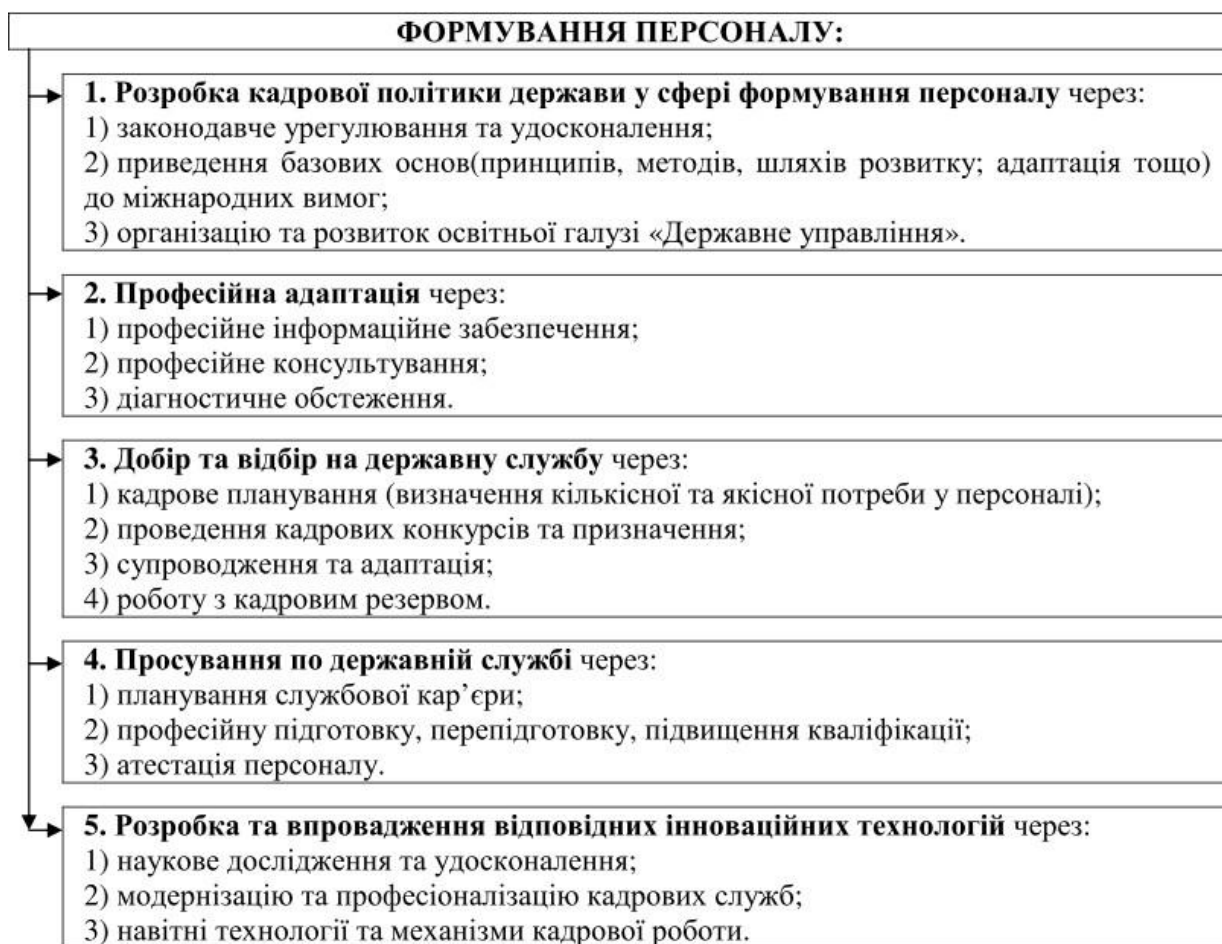 ФОРМУВАННЯ ПЕРСОНАЛУ:
1. Розробка кадрової політики держави у сфері формування персоналу через:
1) законодавче урегулювання та удосконалення;
2) приведення базових основ(принципів, методів, шляхів розвитку; адаптація тощо)
до міжнародних вимог;
3) організацію та розвиток освітньої галузі «Державне управління».
2. Професійна адаптація через:
1) професійне інформаційне забезпечення;
2) професійне консультування;
3) діагностичне обстеження.
3. Добір та відбір на державну службу через:
1) кадрове планування (визначення кількісної та якісної потреби у персоналі);
2) проведення кадрових конкурсів та призначення;
3) супроводження та адаптація;
4) роботу з кадровим резервом.
4. Просування по державній службі через:
1) планування службової кар’єри;
2) професійну підготовку, перепідготовку, підвищення кваліфікації;
3) атестація персоналу.
5. Розробка та впровадження відповідних інноваційних технологій через:
1) наукове дослідження та удосконалення;
2) модернізацію та професіоналізацію кадрових служб;
3) навітні технології та механізми кадрової роботи.